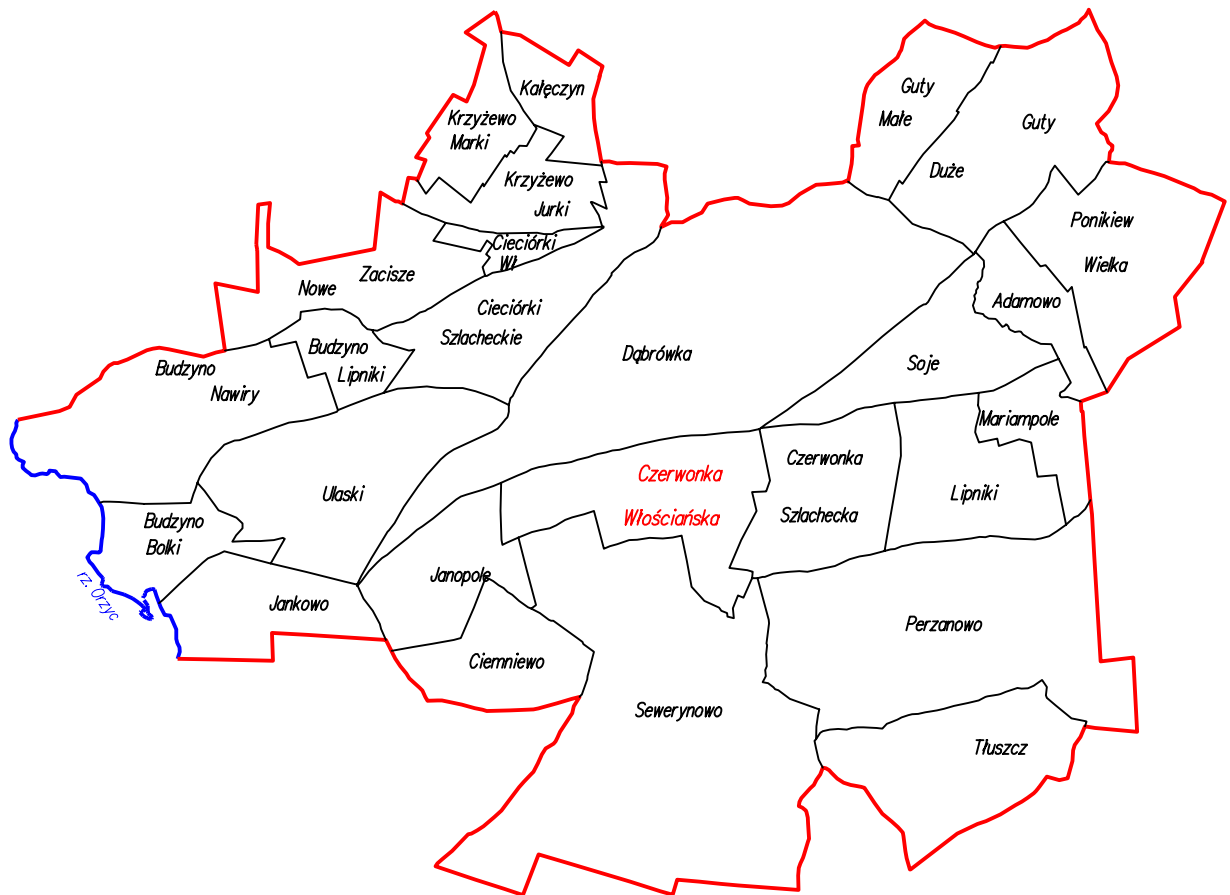 Kałęczyn
Krzyżewo
Marki
Guty
Małe
Guty
Duże
Krzyżewo
Jurki
Ponikiew
Wielka
Cieciórki
Wł
Zacisze
Nowe
Cieciórki
Szlacheckie
Adamowo
Budzyno
Lipniki
Dąbrówka
Soje
Budzyno
Nawiry
Mariampole
Czerwonka
Szlachecka
Czerwonka
Włościańska
Lipniki
Ulaski
Budzyno
Bolki
rz. Orzyc
Janopole
Jankowo
Perzanowo
Ciemniewo
Sewerynowo
Tłuszcz